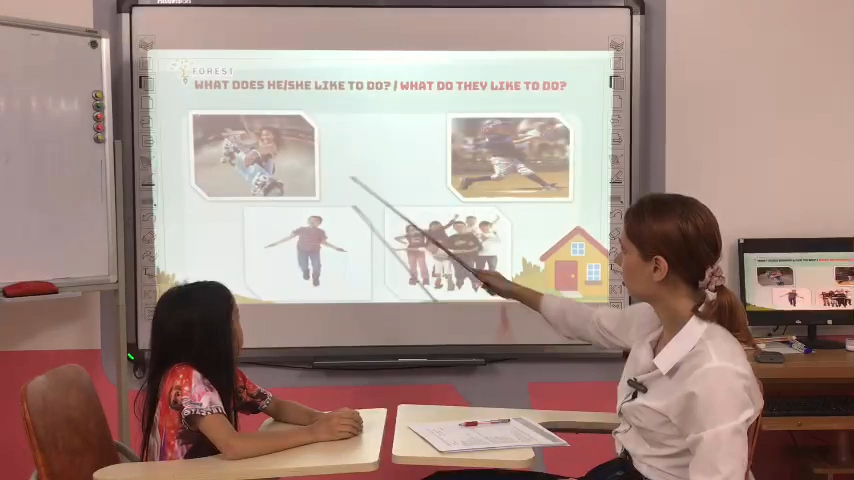 FOREST
WHAT DOES HE/SHE LIKE TO DO? / WHAT DO THEY LIKE TO DO?